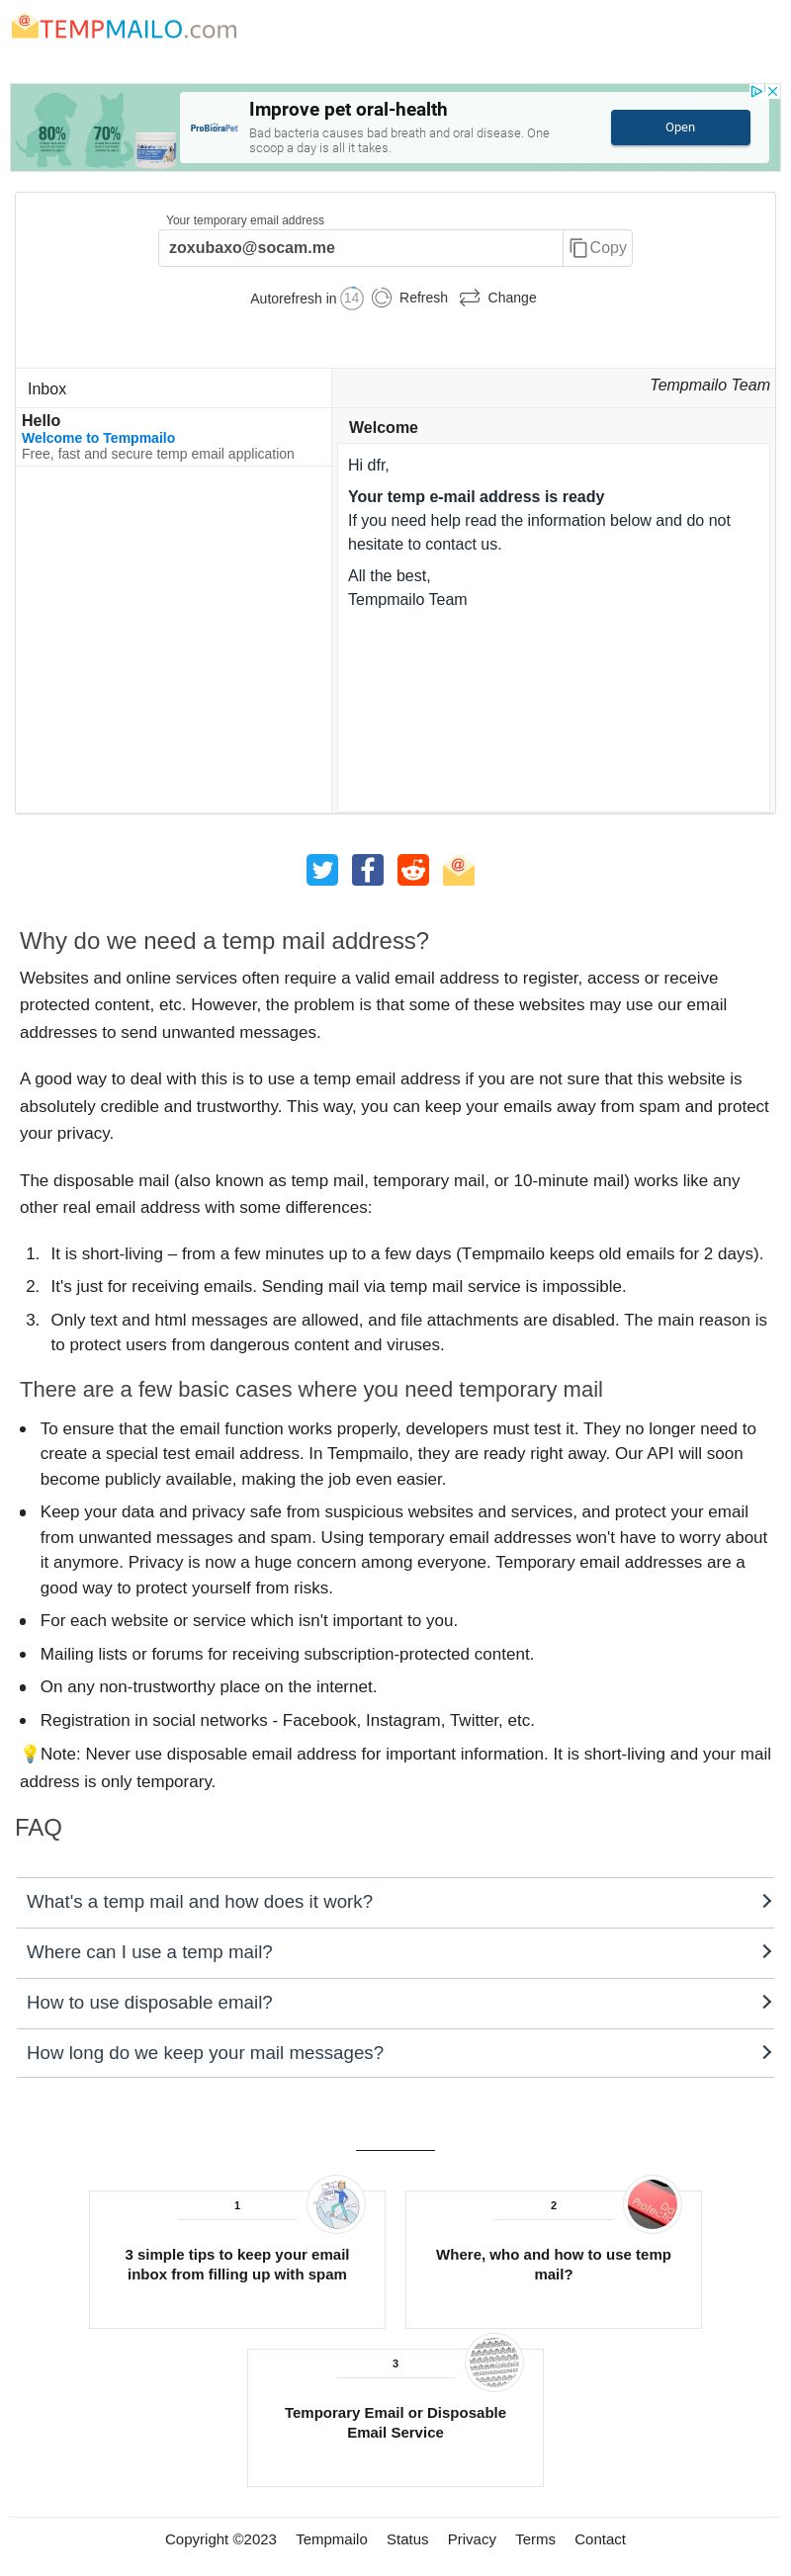 TEMPMAILO.com
80%
70%
ProBioraPet
Improve pet oral-health
Bad bacteria causes bad breath and oral disease. One
scoop a day is all it takes.
Open
Your temporary email address
zoxubaxo@socam.me
Copy
Autorefresh in 14 Refresh Change
Inbox
Tempmailo Team
Hello
Welcome to Tempmailo
Free, fast and secure temp email application
Welcome
Hi dfr,
Your temp e-mail address is ready
If you need help read the information below and do not
hesitate to contact us.
All the best,
Tempmailo Team
Why do we need a temp mail address?
Websites and online services often require a valid email address to register, access or receive
protected content, etc. However, the problem is that some of these websites may use our email
addresses to send unwanted messages.
A good way to deal with this is to use a temp email address if you are not sure that this website is
absolutely credible and trustworthy. This way, you can keep your emails away from spam and protect
your privacy.
The disposable mail (also known as temp mail, temporary mail, or 10-minute mail) works like any
other real email address with some differences:
1. It is short-living – from a few minutes up to a few days (Tempmailo keeps old emails for 2 days).
2. It's just for receiving emails. Sending mail via temp mail service is impossible.
3. Only text and html messages are allowed, and file attachments are disabled. The main reason is
to protect users from dangerous content and viruses.
There are a few basic cases where you need temporary mail
• To ensure that the email function works properly, developers must test it. They no longer need to
create a special test email address. In Tempmailo, they are ready right away. Our API will soon
become publicly available, making the job even easier.
• Keep your data and privacy safe from suspicious websites and services, and protect your email
from unwanted messages and spam. Using temporary email addresses won't have to worry about
it anymore. Privacy is now a huge concern among everyone. Temporary email addresses are a
good way to protect yourself from risks.
• For each website or service which isn't important to you.
• Mailing lists or forums for receiving subscription-protected content.
• On any non-trustworthy place on the internet.
• Registration in social networks - Facebook, Instagram, Twitter, etc.
💡Note: Never use disposable email address for important information. It is short-living and your mail
address is only temporary.
FAQ
What's a temp mail and how does it work?
Where can I use a temp mail?
How to use disposable email?
How long do we keep your mail messages?
1
3 simple tips to keep your email
inbox from filling up with spam
2
Where, who and how to use temp
mail?
3
Temporary Email or Disposable
Email Service
Copyright ©2023 Tempmailo Status Privacy Terms Contact